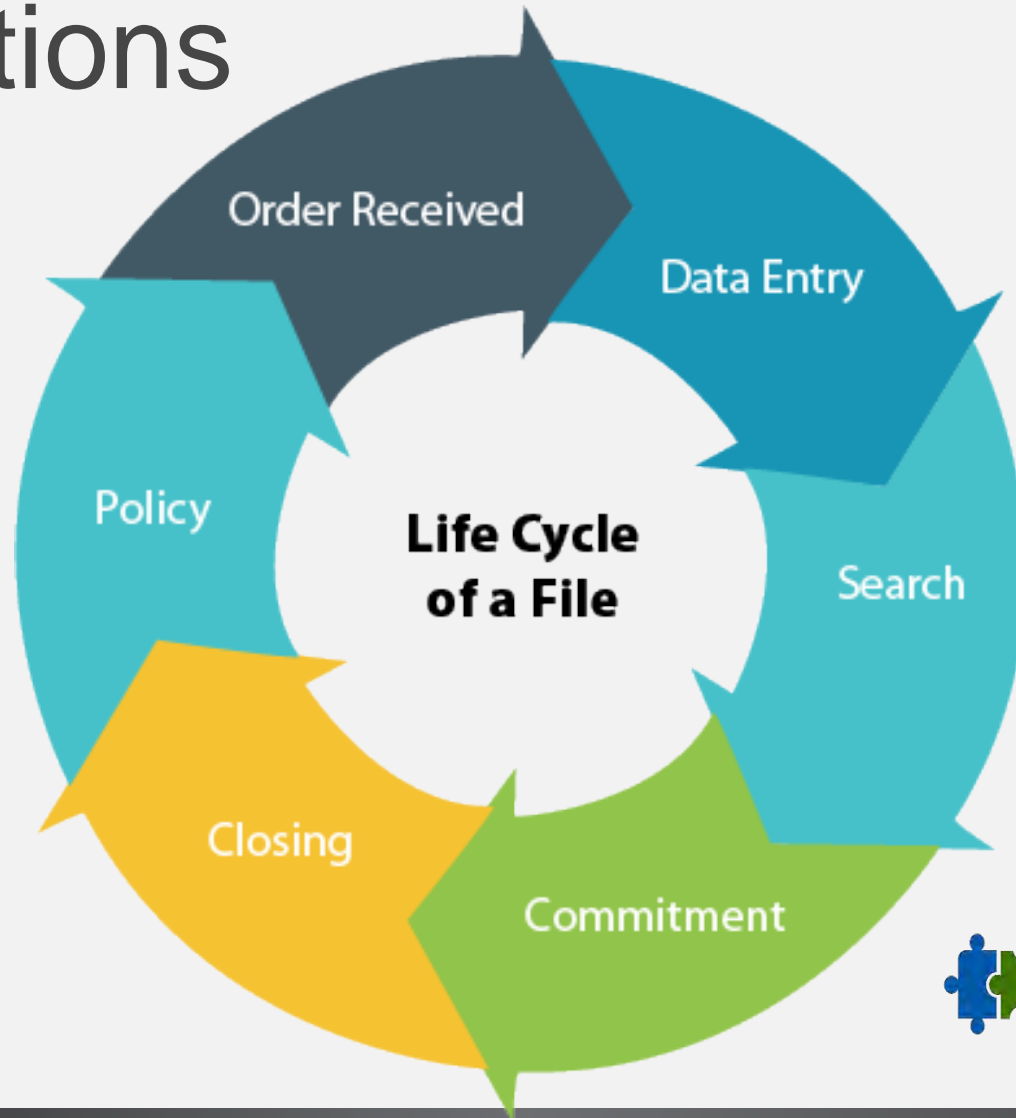 tions
Order Received
Data Entry
Search
Commitment
Closing
Policy
Life Cycle
of a File